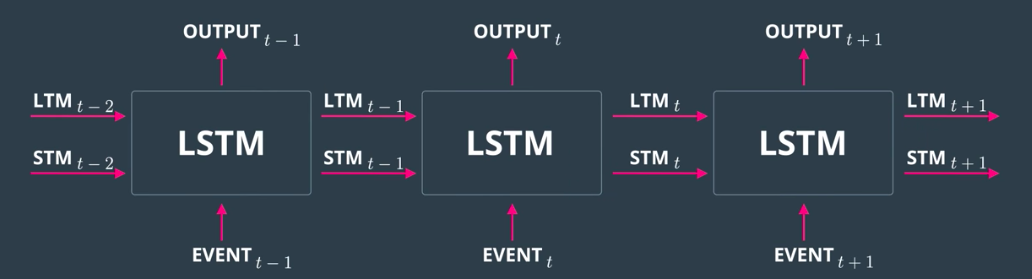 OUTPUT t − 1 OUTPUT t OUTPUT t + 1
LTM t − 2 LTM t − 1 LTM t LTM t + 1
LSTM LSTM LSTM
STM t − 2 STM t − 1 STM t STM t + 1
EVENT t − 1 EVENT t EVENT t + 1